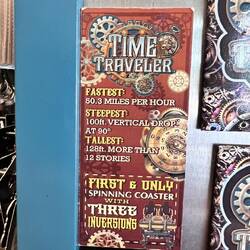 TIME
TRAVELER
FASTEST:
50.3 MILES PER HOUR
STEEPEST:
100ft. VERTICAL DROP
AT 90°
TALLEST:
128ft. MORE THAN
12 STORIES
FIRST & ONLY
SPINNING COASTER
WITH
THREE
INVERSIONS